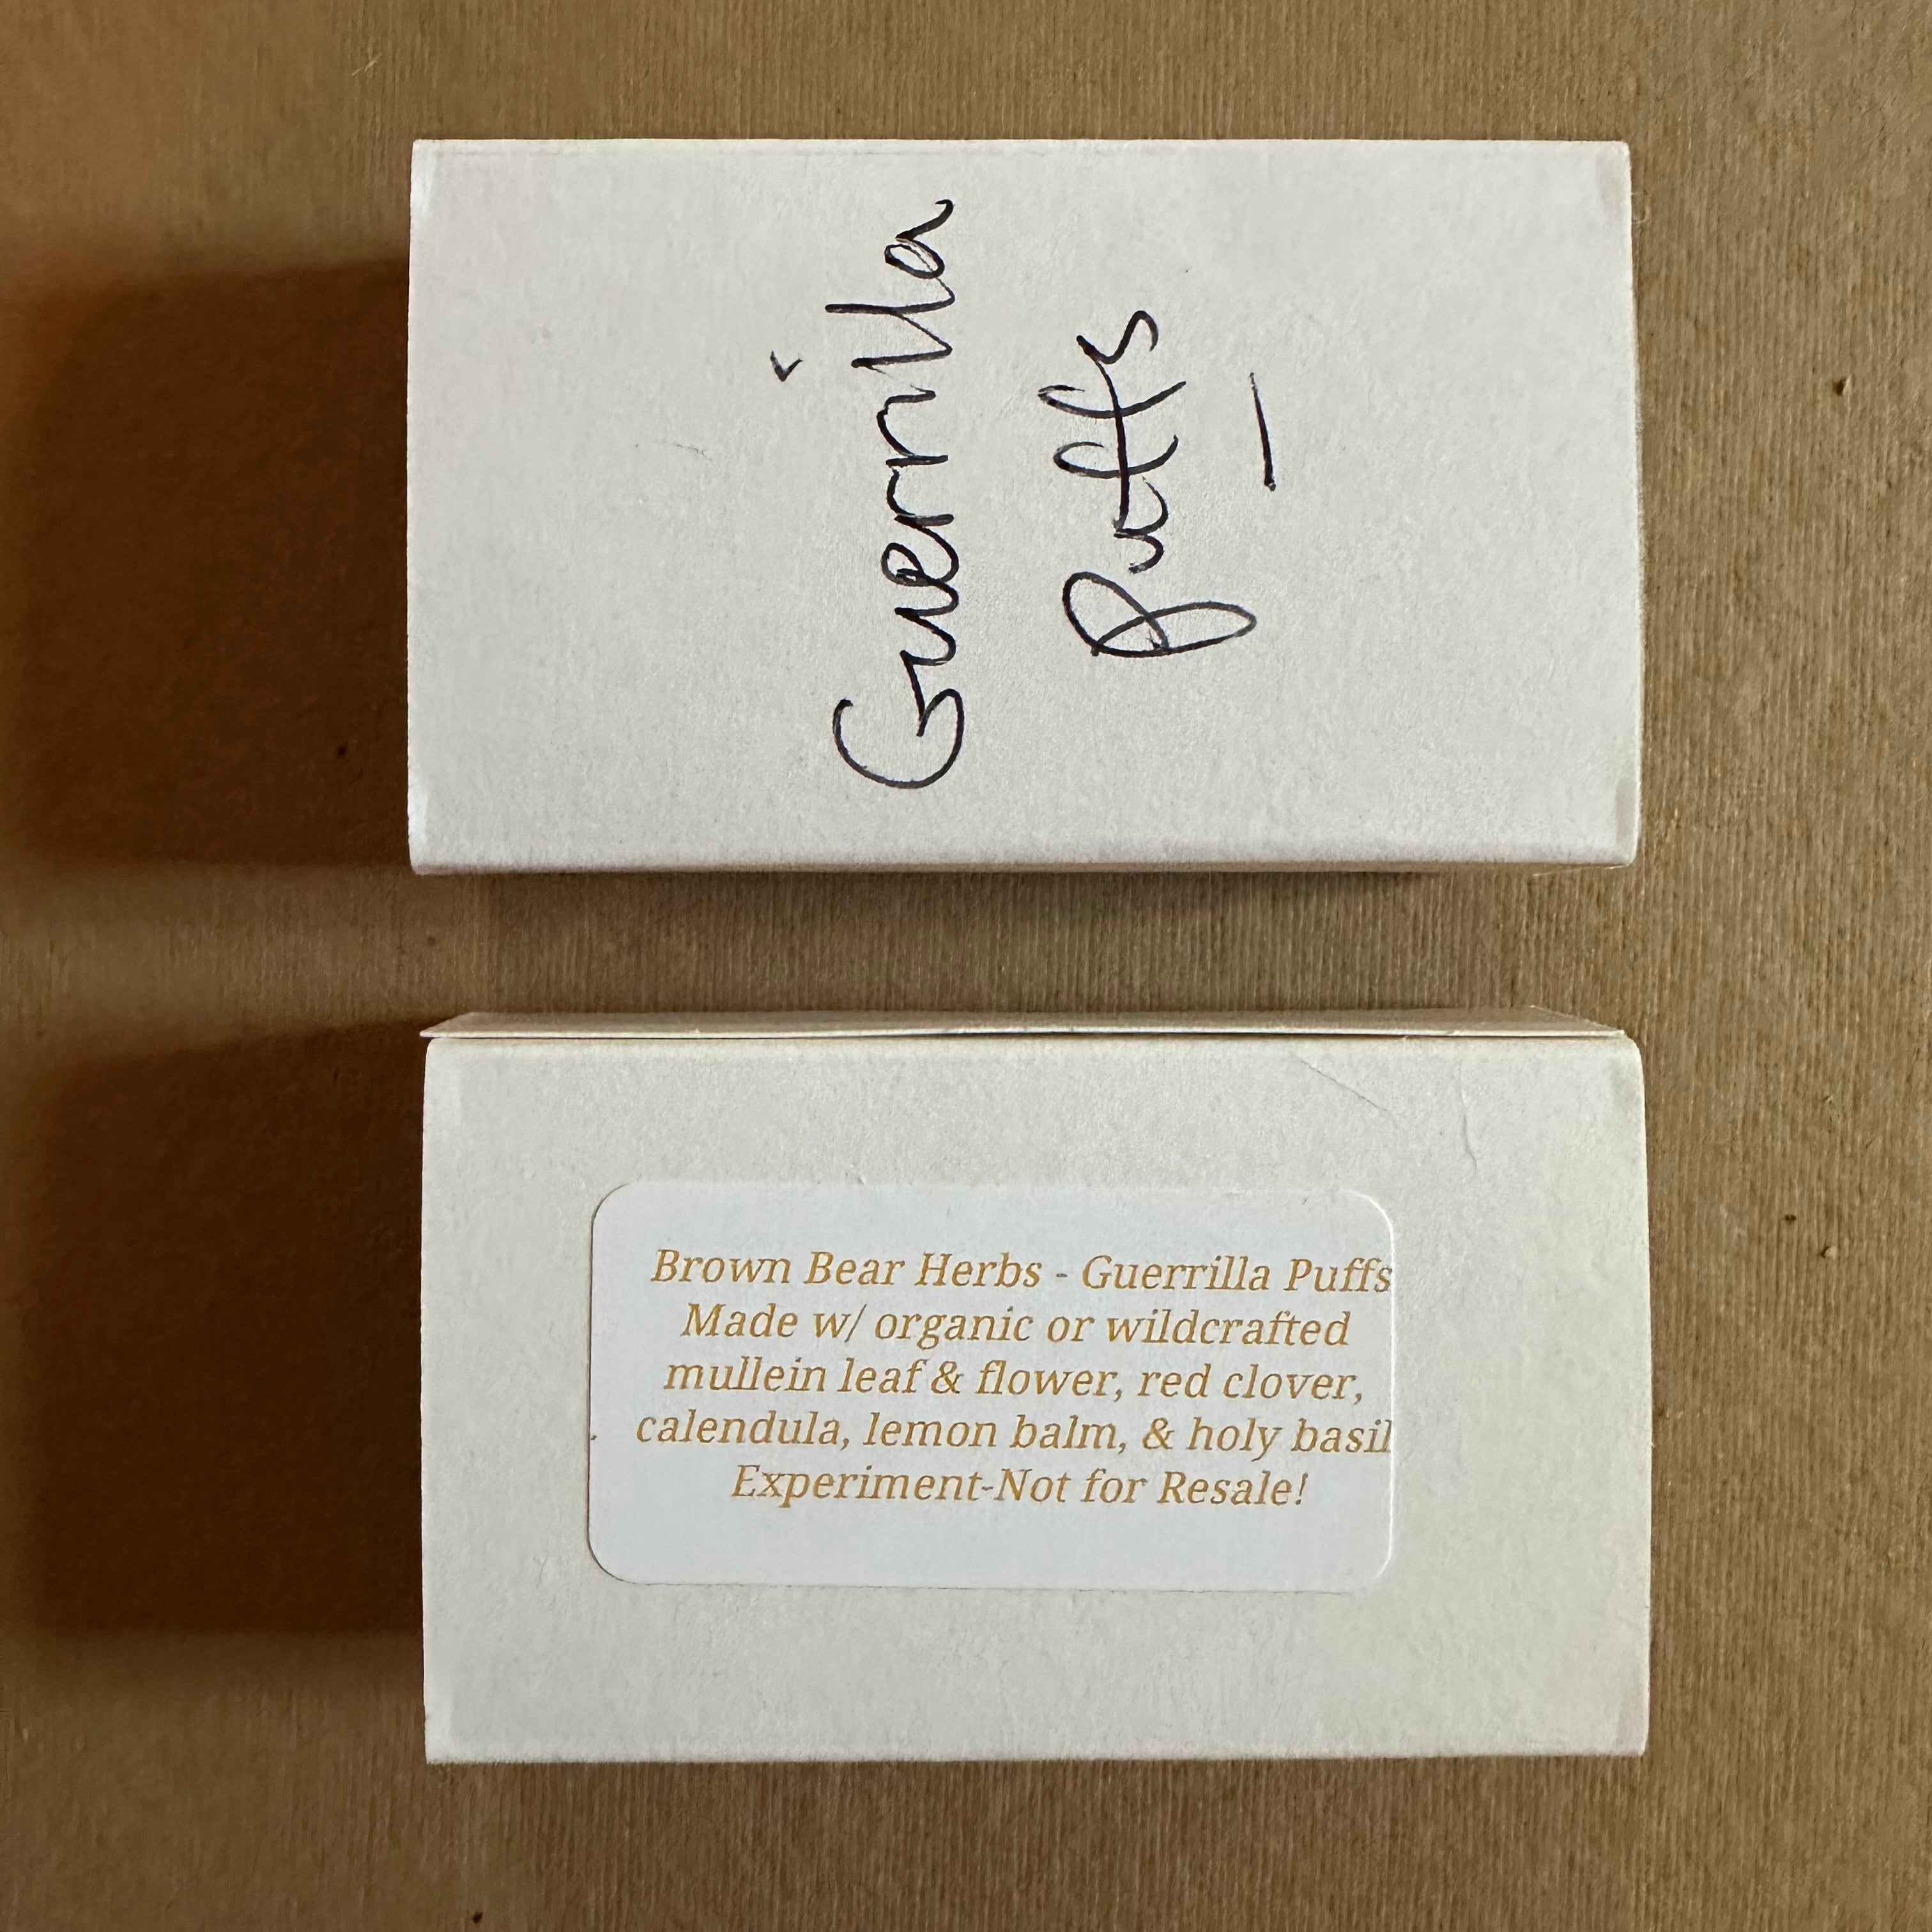 Guerrilla
Puffs
Brown Bear Herbs - Guerrilla Puffs
Made w/ organic or wildcrafted
mullein leaf & flower, red clover,
calendula, lemon balm, & holy basil
Experiment-Not for Resale!